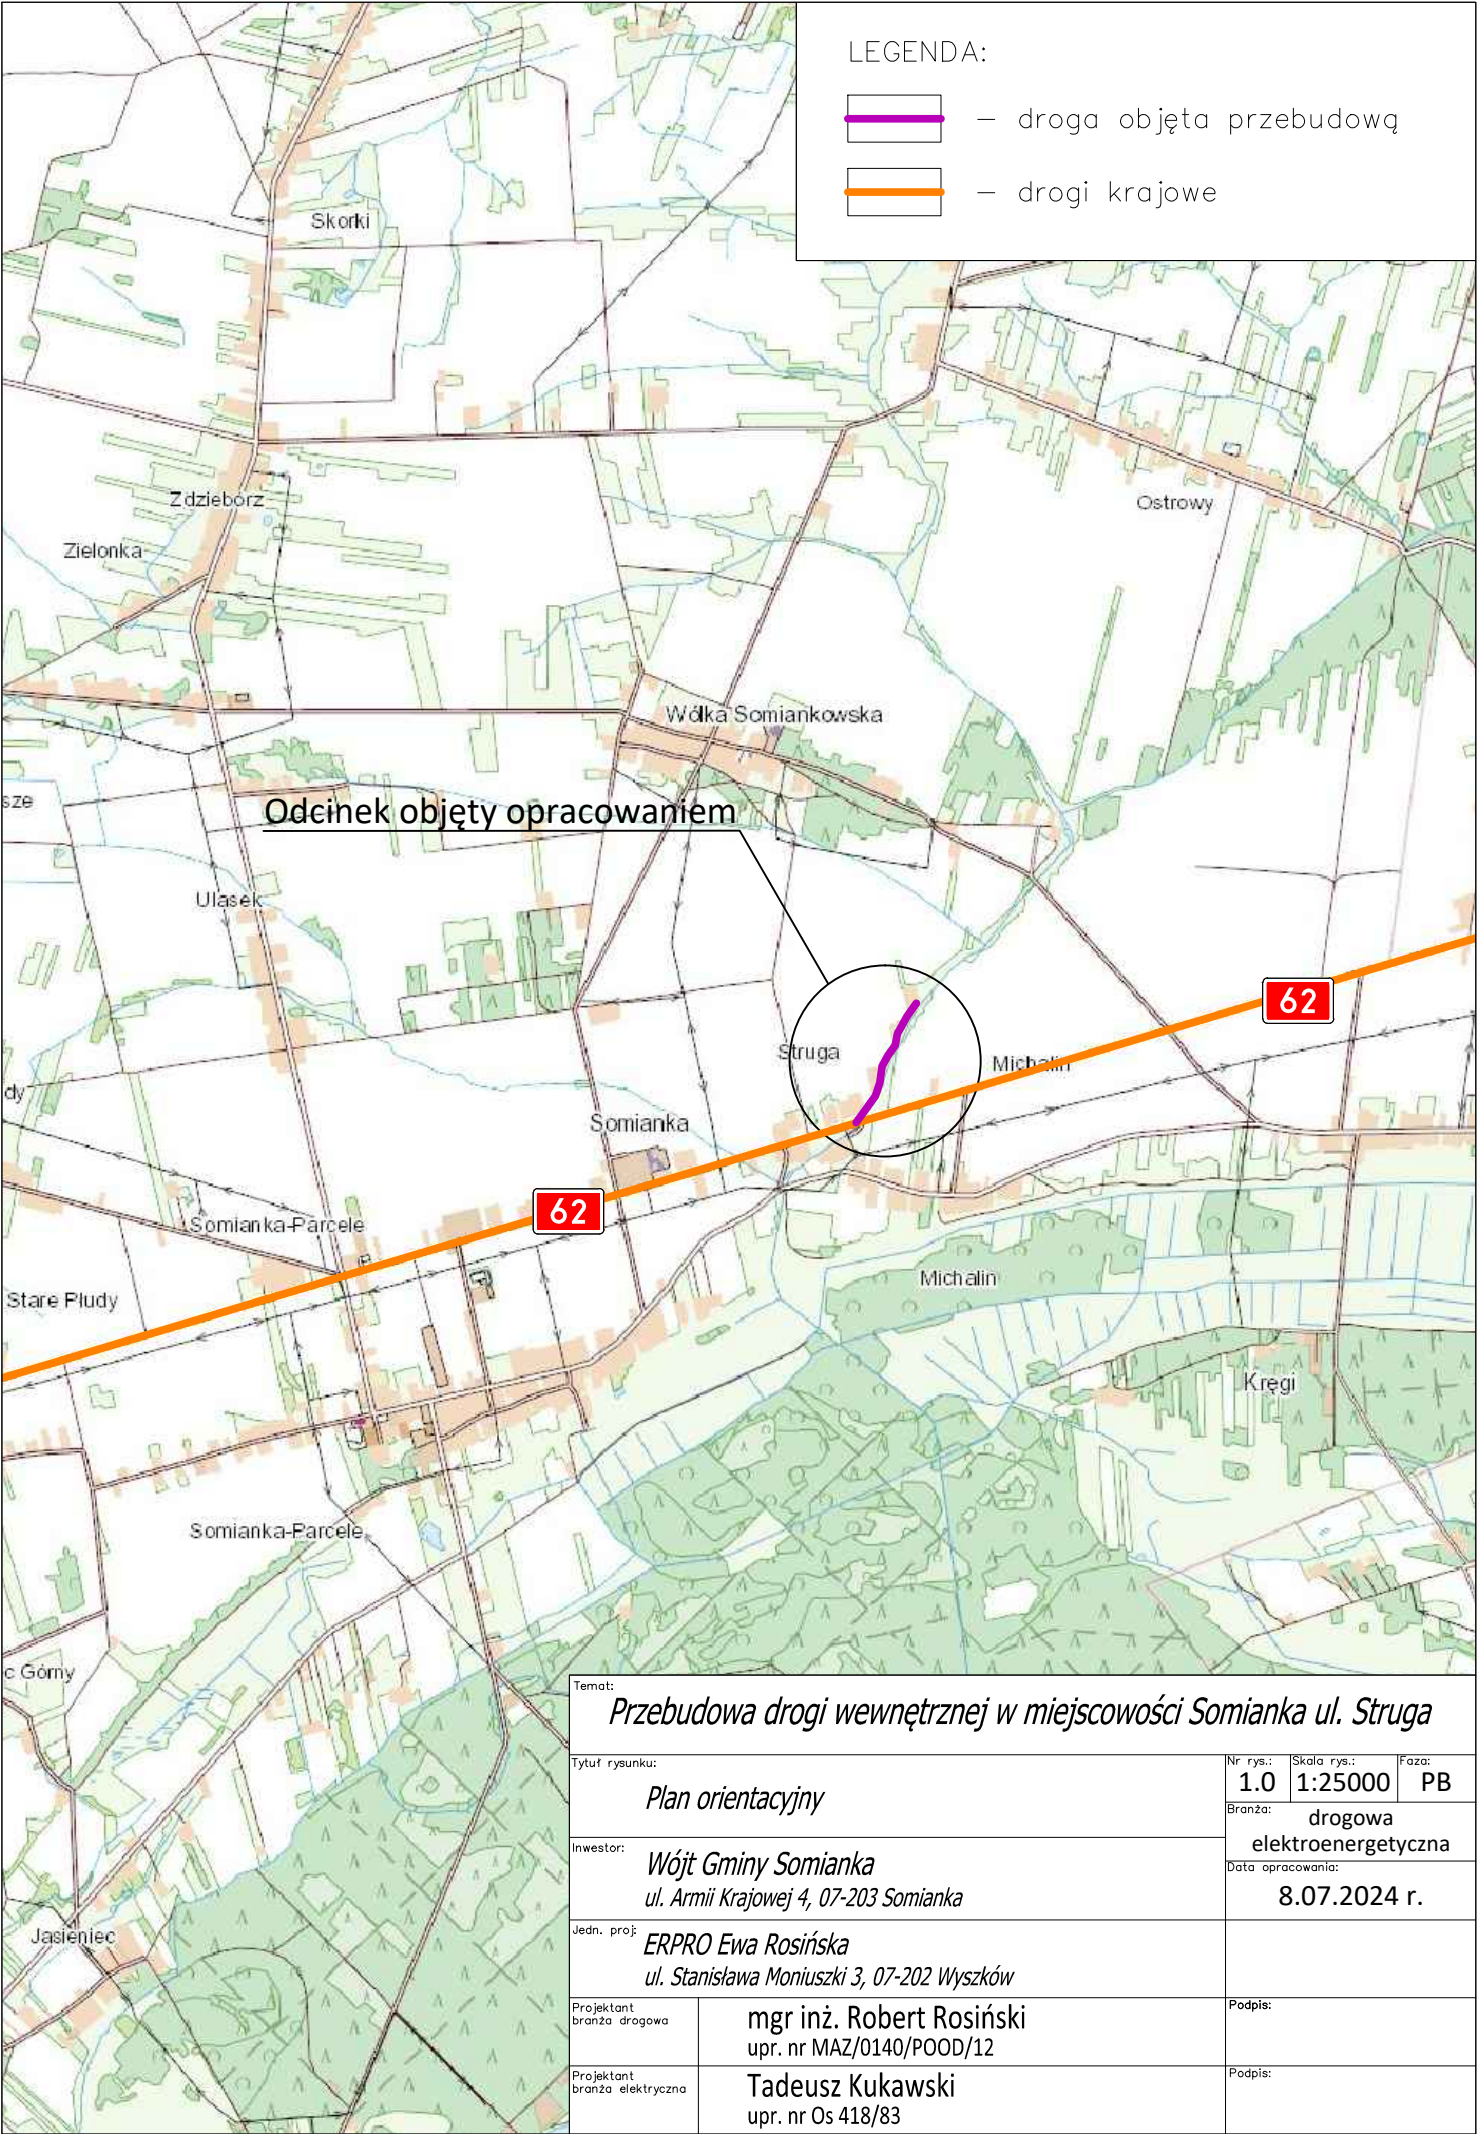 LEGENDA:
– droga objęta przebudową
– drogi krajowe
Skorki
Zdziebórz
Zielonka
Ostrowy
Wólka Somiankowska
sze
Odcinek objęty opracowaniem
Ulasek
62
Struga
Michalin
dy
Somianka
62
Somianka-Parcele
Stare Płudy
Michalin
Kręgi
Somianka-Parcele
c Górny
Jasieniec
Temat:
Przebudowa drogi wewnętrznej w miejscowości Somianka ul. Struga
Tytuł rysunku:
Plan orientacyjny
Nr rys.:
1.0
Skala rys.:
1:25000
Faza:
PB
Branża:
drogowa
elektroenergetyczna
Inwestor:
Wójt Gminy Somianka
ul. Armii Krajowej 4, 07-203 Somianka
Data opracowania:
8.07.2024 r.
Jedn. proj:
ERPRO Ewa Rosińska
ul. Stanisława Moniuszki 3, 07-202 Wyszków
Projektant
branża drogowa
mgr inż. Robert Rosiński
upr. nr MAZ/0140/POOD/12
Podpis:
Projektant
branża elektryczna
Tadeusz Kukawski
upr. nr Os 418/83
Podpis: